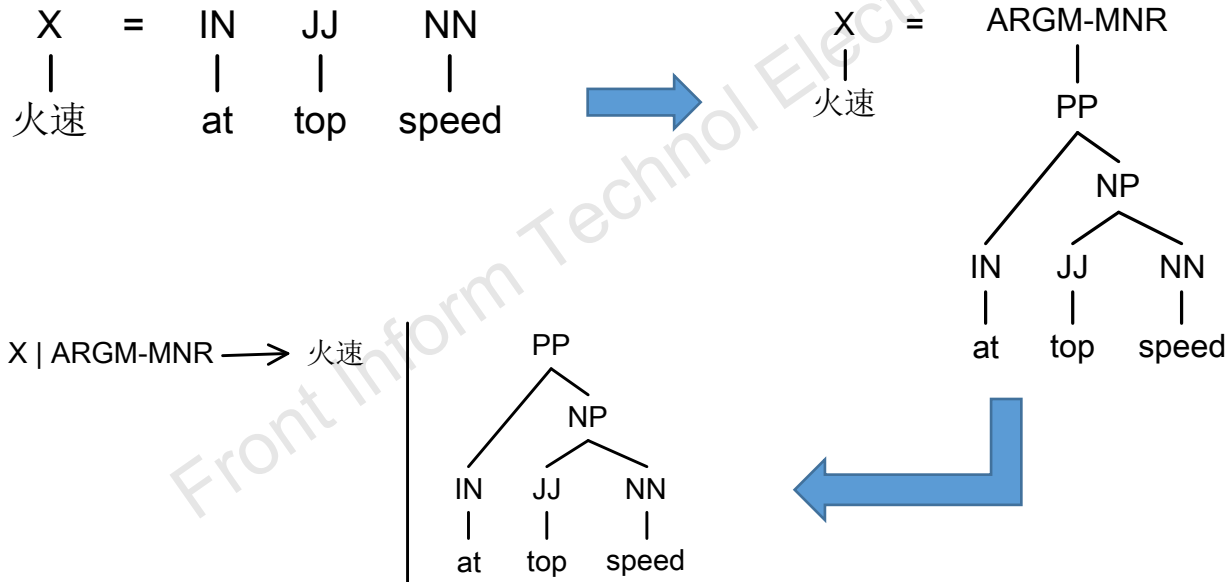 X = IN JJ NN
火速 at top speed
X = ARGM-MNR
火速
PP
NP
IN JJ NN
at top speed
X | ARGM-MNR 火速
PP
NP
IN JJ NN
at top speed
Front Inform Technol Electr